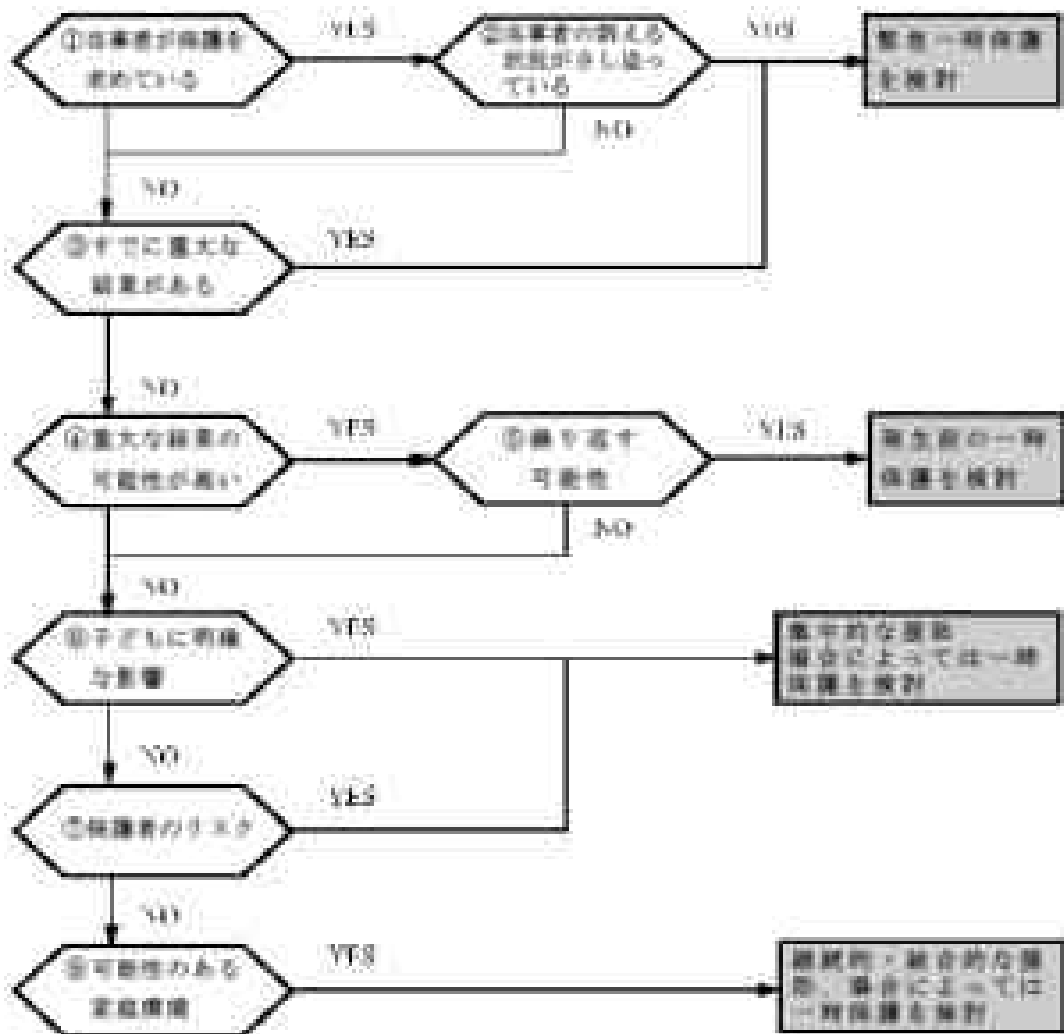 ①当事者が保護を
求めている
YES
②当事者の訴える
状況がさし迫って
いる
YES
緊急一時保護
を検討
NO
NO
③すでに重大な
結果がある
YES
NO
④重大な結果の
可能性が高い
YES
⑤繰り返す
可能性
YES
発生前の一時
保護を検討
NO
NO
⑥子どもに明確
な影響
YES
集中的な援助
場合によっては一時
保護を検討
NO
⑦保護者のリスク
YES
NO
⑧可能性のある
家庭環境
YES
継続的・総合的な援
助、場合によっては
一時保護を検討